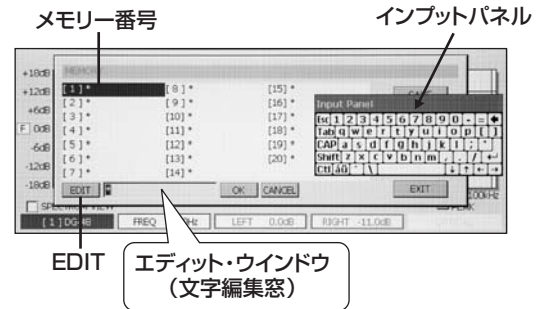 メモリー番号
インプットパネル
MEMORY
+18dB
+12dB
+6dB
F 0dB
-6dB
-12dB
-18dB
[ 1 ] *
[ 2 ] *
[ 3 ] *
[ 4 ] *
[ 5 ] *
[ 6 ] *
[ 7 ] *
[ 8 ] *
[ 9 ] *
[10] *
[11] *
[12] *
[13] *
[14] *
[15] *
[16] *
[17] *
[18] *
[19] *
[20] *
Input Panel
Esc 1 2 3 4 5 6 7 8 9 0 - =
Tab q w e r t y u i o p [ ]
CAP a s d f g h j k l ; '
Shift z x c v b n m , . /
Ctl áü ` \
EDIT
OK
CANCEL
EXIT
100kHz
[ 1 ] DG-48
FREQ
Hz
LEFT 0.0dB
RIGHT -11.0dB
EDIT
エディット・ウインドウ
（文字編集窓）